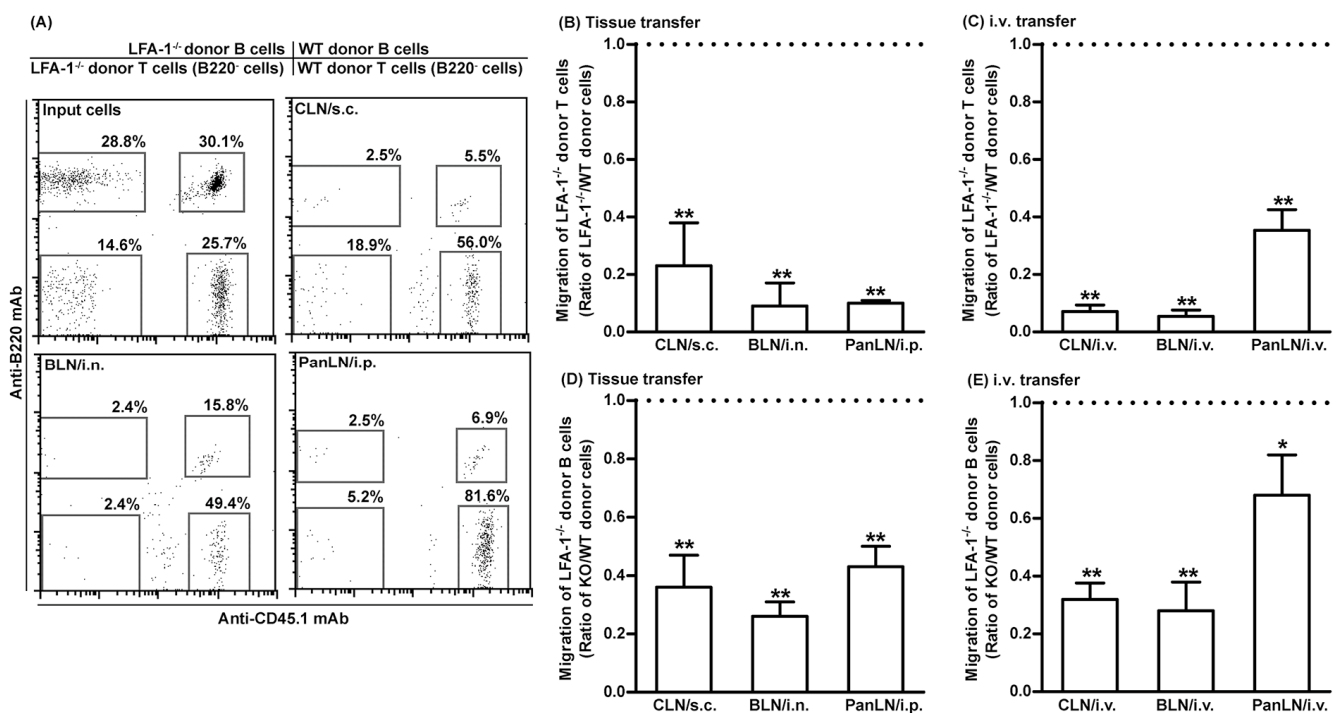 (A)
LFA-1-/- donor B cells | WT donor B cells
LFA-1-/- donor T cells (B220- cells) | WT donor T cells (B220- cells)
Input cells
28.8%
30.1%
14.6%
25.7%
CLN/s.c.
2.5%
5.5%
18.9%
56.0%
BLN/i.n.
2.4%
15.8%
2.4%
49.4%
PanLN/i.p.
2.5%
6.9%
5.2%
81.6%
Anti-B220 mAb
Anti-CD45.1 mAb
(B) Tissue transfer
Migration of LFA-1-/- donor T cells
(Ratio of LFA-1-/-/WT donor cells)
1.0
0.8
0.6
0.4
0.2
0.0
**
**
**
CLN/s.c.
BLN/i.n.
PanLN/i.p.
(C) i.v. transfer
Migration of LFA-1-/- donor T cells
(Ratio of LFA-1-/-/WT donor cells)
1.0
0.8
0.6
0.4
0.2
0.0
**
**
**
CLN/i.v.
BLN/i.v.
PanLN/i.v.
(D) Tissue transfer
Migration of LFA-1-/- donor B cells
(Ratio of KO/WT donor cells)
1.0
0.8
0.6
0.4
0.2
0.0
**
**
**
CLN/s.c.
BLN/i.n.
PanLN/i.p.
(E) i.v. transfer
Migration of LFA-1-/- donor B cells
(Ratio of KO/WT donor cells)
1.0
0.8
0.6
0.4
0.2
0.0
**
**
*
CLN/i.v.
BLN/i.v.
PanLN/i.v.